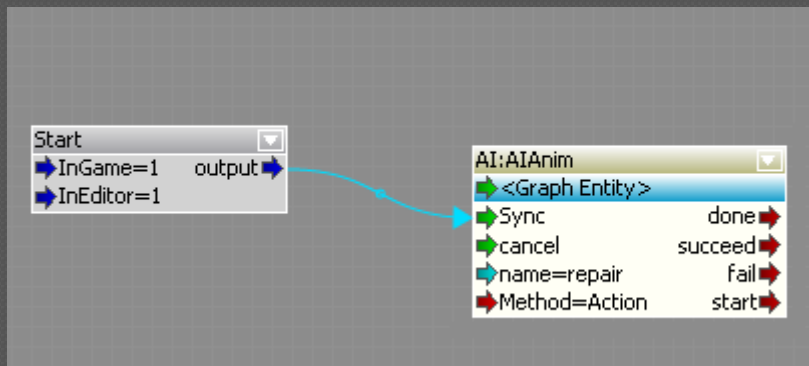 Start
InGame=1 output
InEditor=1
AI:AIAnim
<Graph Entity>
Sync done
cancel succeed
name=repair fail
Method=Action start